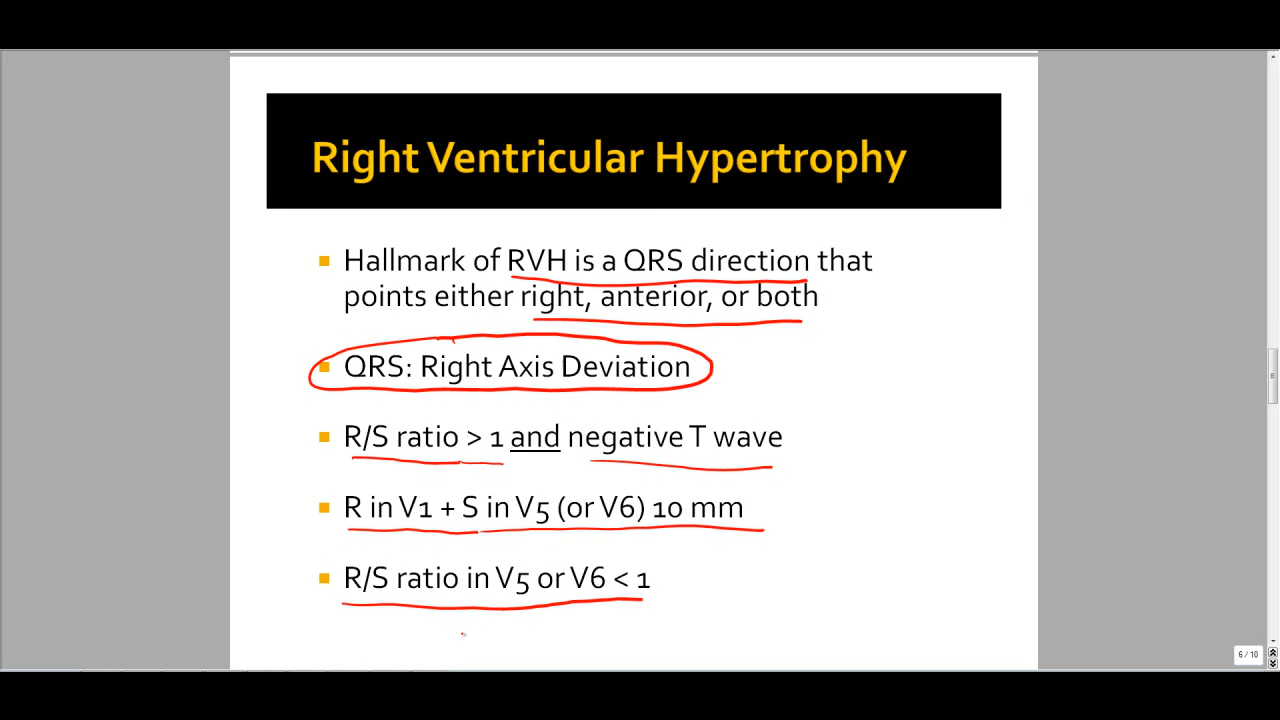 Right Ventricular Hypertrophy
Hallmark of RVH is a QRS direction that
points either right, anterior, or both
QRS: Right Axis Deviation
R/S ratio > 1 and negative T wave
R in V1 + S in V5 (or V6) 10 mm
R/S ratio in V5 or V6 < 1
6 / 10